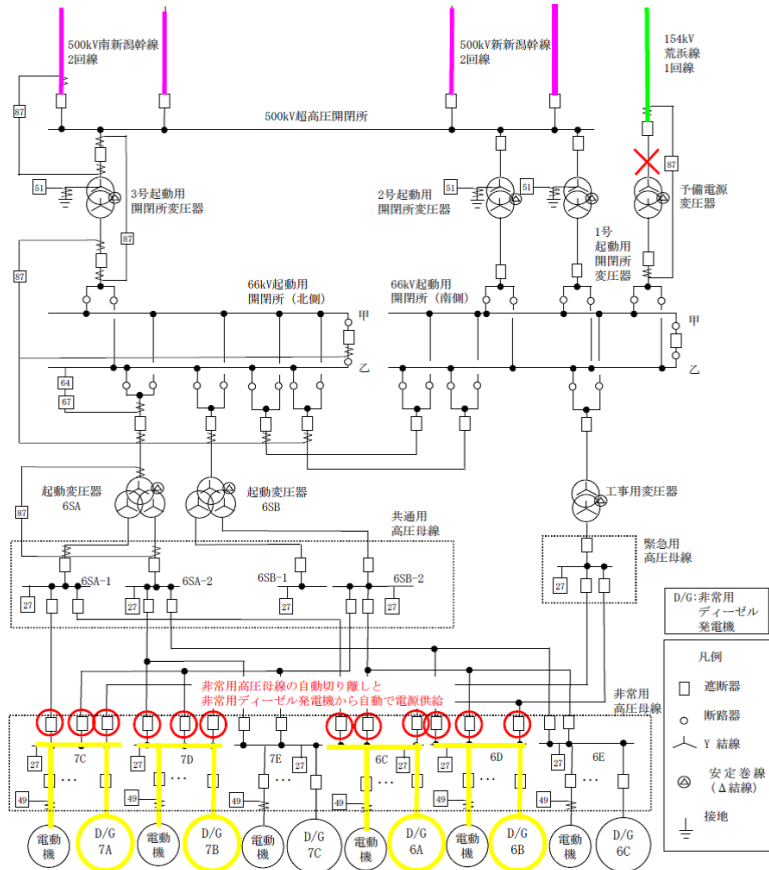 500kV南新潟幹線
2回線
500kV新新潟幹線
2回線
154kV
荒浜線
1回線
87
500kV超高圧開閉所
87
51
3号起動用
開閉所変圧器
2号起動用
開閉所変圧器
51
51
予備電源
変圧器
87
1号
起動用
開閉所
変圧器
87
66kV起動用
開閉所(北側)
66kV起動用
開閉所(南側)
甲
甲
乙
乙
64
67
起動変圧器
6SA
起動変圧器
6SB
工事用変圧器
87
共通用
高圧母線
緊急用
高圧母線
6SA-1
6SA-2
6SB-1
6SB-2
27
27
27
27
27
D/G:非常用
ディーゼル
発電機
凡例
遮断器
断路器
Y 結線
安定巻線
(Δ結線)
接地
非常用高圧母線の自動切り離しと
非常用ディーゼル発電機から自動で電源供給
非常用
高圧母線
7C
7D
7E
6C
6D
6E
27
27
27
27
27
27
...
...
...
...
...
...
49
49
49
49
49
49
電動
機
D/G
7A
電動
機
D/G
7B
電動
機
D/G
7C
電動
機
D/G
6A
電動
機
D/G
6B
電動
機
D/G
6C